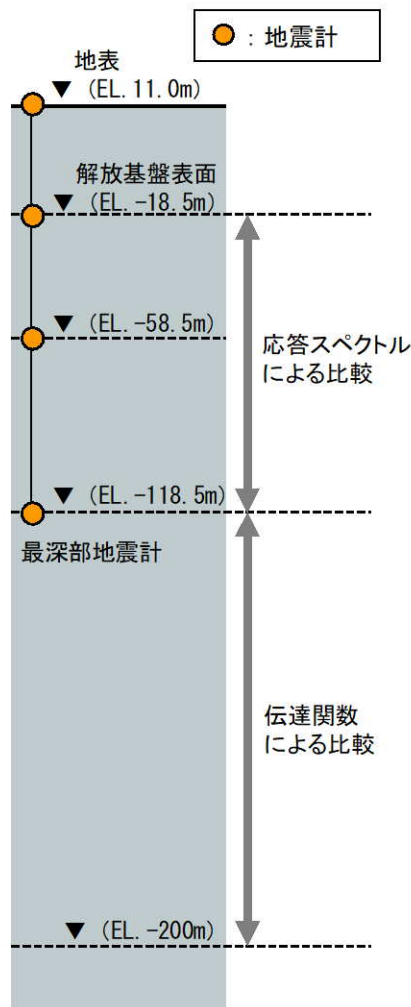 ：地震計
地表
▼ (EL. 11.0m)
解放基盤表面
▼ (EL. -18.5m)
▼ (EL. -58.5m)
応答スペクトル
による比較
▼ (EL. -118.5m)
最深部地震計
伝達関数
による比較
▼ (EL. -200m)